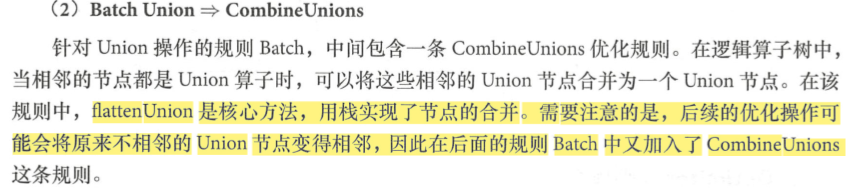 （2）Batch Union ⇒ CombineUnions
针对 Union 操作的规则 Batch，中间包含一条 CombineUnions 优化规则。在逻辑算子树中，
当相邻的节点都是 Union 算子时，可以将这些相邻的 Union 节点合并为一个 Union 节点。在该
规则中，flattenUnion 是核心方法，用栈实现了节点的合并。需要注意的是，后续的优化操作可
能会将原来不相邻的 Union 节点变得相邻，因此在后面的规则 Batch 中又加入了 CombineUnions
这条规则。